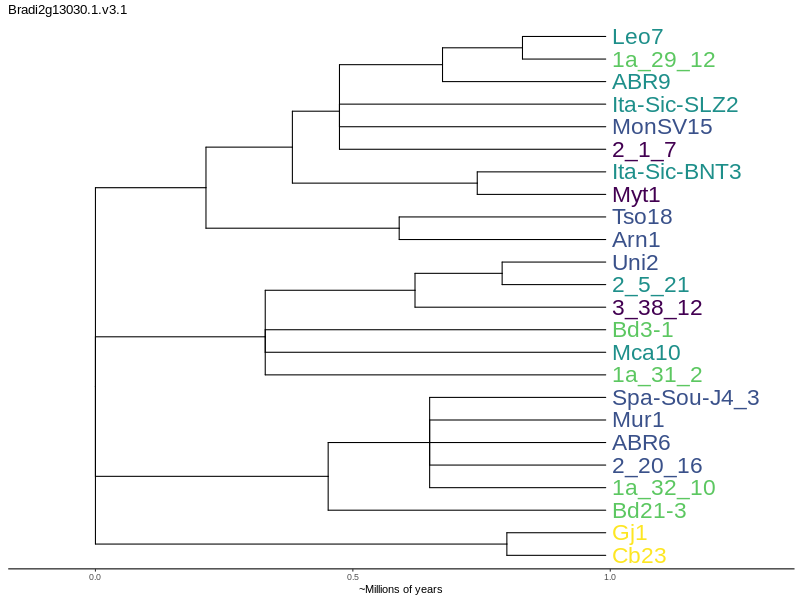 Bradi2g13030.1.v3.1
Leo7
1a_29_12
ABR9
Ita-Sic-SLZ2
MonSV15
2_1_7
Ita-Sic-BNT3
Myt1
Tso18
Arn1
Uni2
2_5_21
3_38_12
Bd3-1
Mca10
1a_31_2
Spa-Sou-J4_3
Mur1
ABR6
2_20_16
1a_32_10
Bd21-3
Gj1
Cb23
0.0 0.5 1.0
~Millions of years